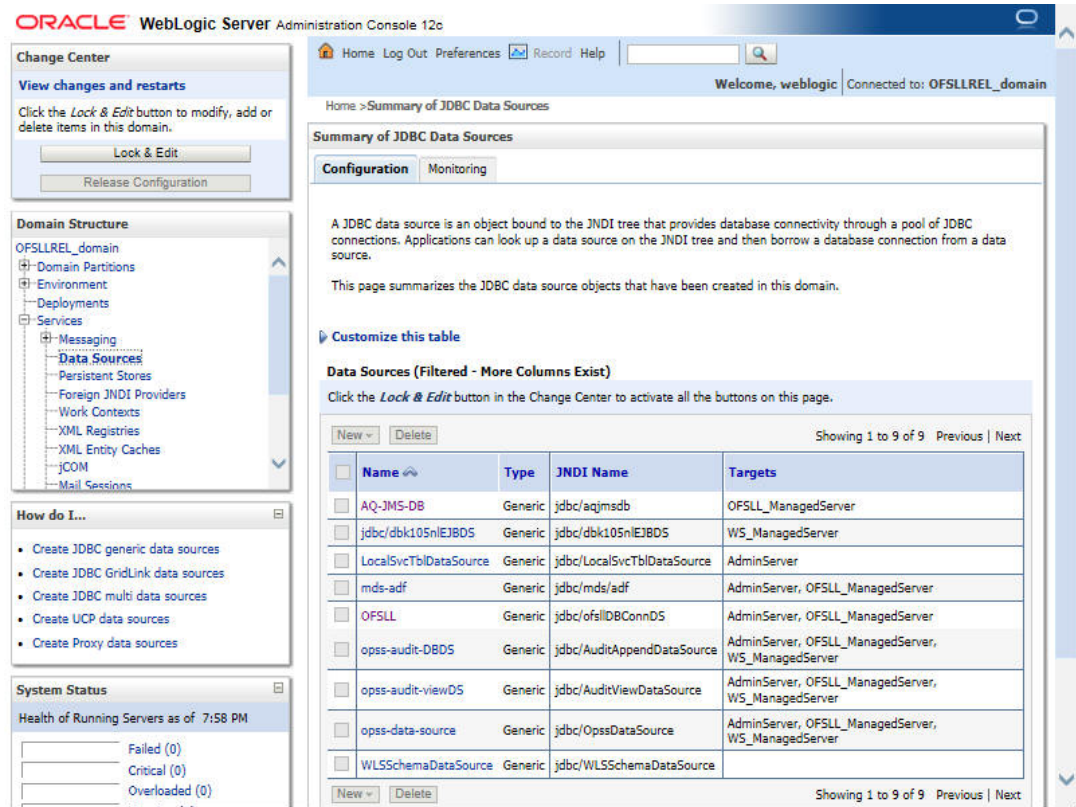 ORACLE WebLogic Server Administration Console 12c
Change Center
View changes and restarts
Click the Lock & Edit button to modify, add or
delete items in this domain.
Lock & Edit
Release Configuration
Domain Structure
OFSLLREL_domain
Domain Partitions
Environment
Deployments
Services
Messaging
Data Sources
Persistent Stores
Foreign JNDI Providers
Work Contexts
XML Registries
XML Entity Caches
jCOM
Mail Sessions
How do I...
Create JDBC generic data sources
Create JDBC GridLink data sources
Create JDBC multi data sources
Create UCP data sources
Create Proxy data sources
System Status
Health of Running Servers as of 7:58 PM
Failed (0)
Critical (0)
Overloaded (0)
Home Log Out Preferences Record Help
Welcome, weblogic Connected to: OFSLLREL_domain
Home >Summary of JDBC Data Sources
Summary of JDBC Data Sources
Configuration Monitoring
A JDBC data source is an object bound to the JNDI tree that provides database connectivity through a pool of JDBC
connections. Applications can look up a data source on the JNDI tree and then borrow a database connection from a data
source.
This page summarizes the JDBC data source objects that have been created in this domain.
Customize this table
Data Sources (Filtered - More Columns Exist)
Click the Lock & Edit button in the Change Center to activate all the buttons on this page.
New Delete Showing 1 to 9 of 9 Previous | Next
Name Type JNDI Name Targets
AQ-JMS-DB Generic jdbc/aqjmsdb OFSLL_ManagedServer
jdbc/dbk105nlEJBDS Generic jdbc/dbk105nlEJBDS WS_ManagedServer
LocalSvcTblDataSource Generic jdbc/LocalSvcTblDataSource AdminServer
mds-adf Generic jdbc/mds/adf AdminServer, OFSLL_ManagedServer
OFSLL Generic jdbc/ofsllDBConnDS AdminServer, OFSLL_ManagedServer
opss-audit-DBDS Generic jdbc/AuditAppendDataSource AdminServer, OFSLL_ManagedServer,
WS_ManagedServer
opss-audit-viewDS Generic jdbc/AuditViewDataSource AdminServer, OFSLL_ManagedServer,
WS_ManagedServer
opss-data-source Generic jdbc/OpssDataSource AdminServer, OFSLL_ManagedServer,
WS_ManagedServer
WLSSchemaDataSource Generic jdbc/WLSSchemaDataSource
New Delete Showing 1 to 9 of 9 Previous | Next